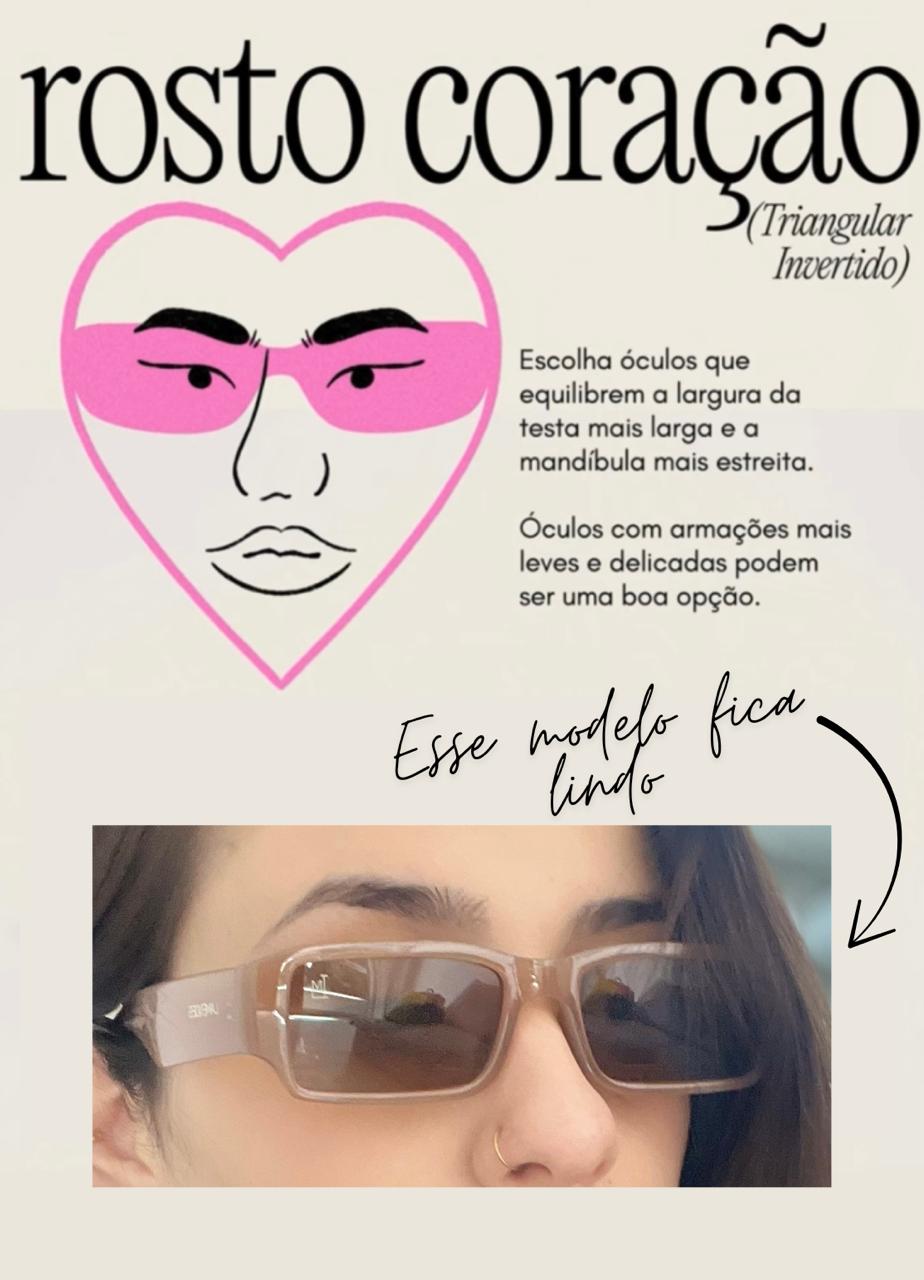 rosto coração
(Triangular
Invertido)
Escolha óculos que
equilibrem a largura da
testa mais larga e a
mandíbula mais estreita.
Óculos com armações mais
leves e delicadas podem
ser uma boa opção.
Esse modelo fica
lindo